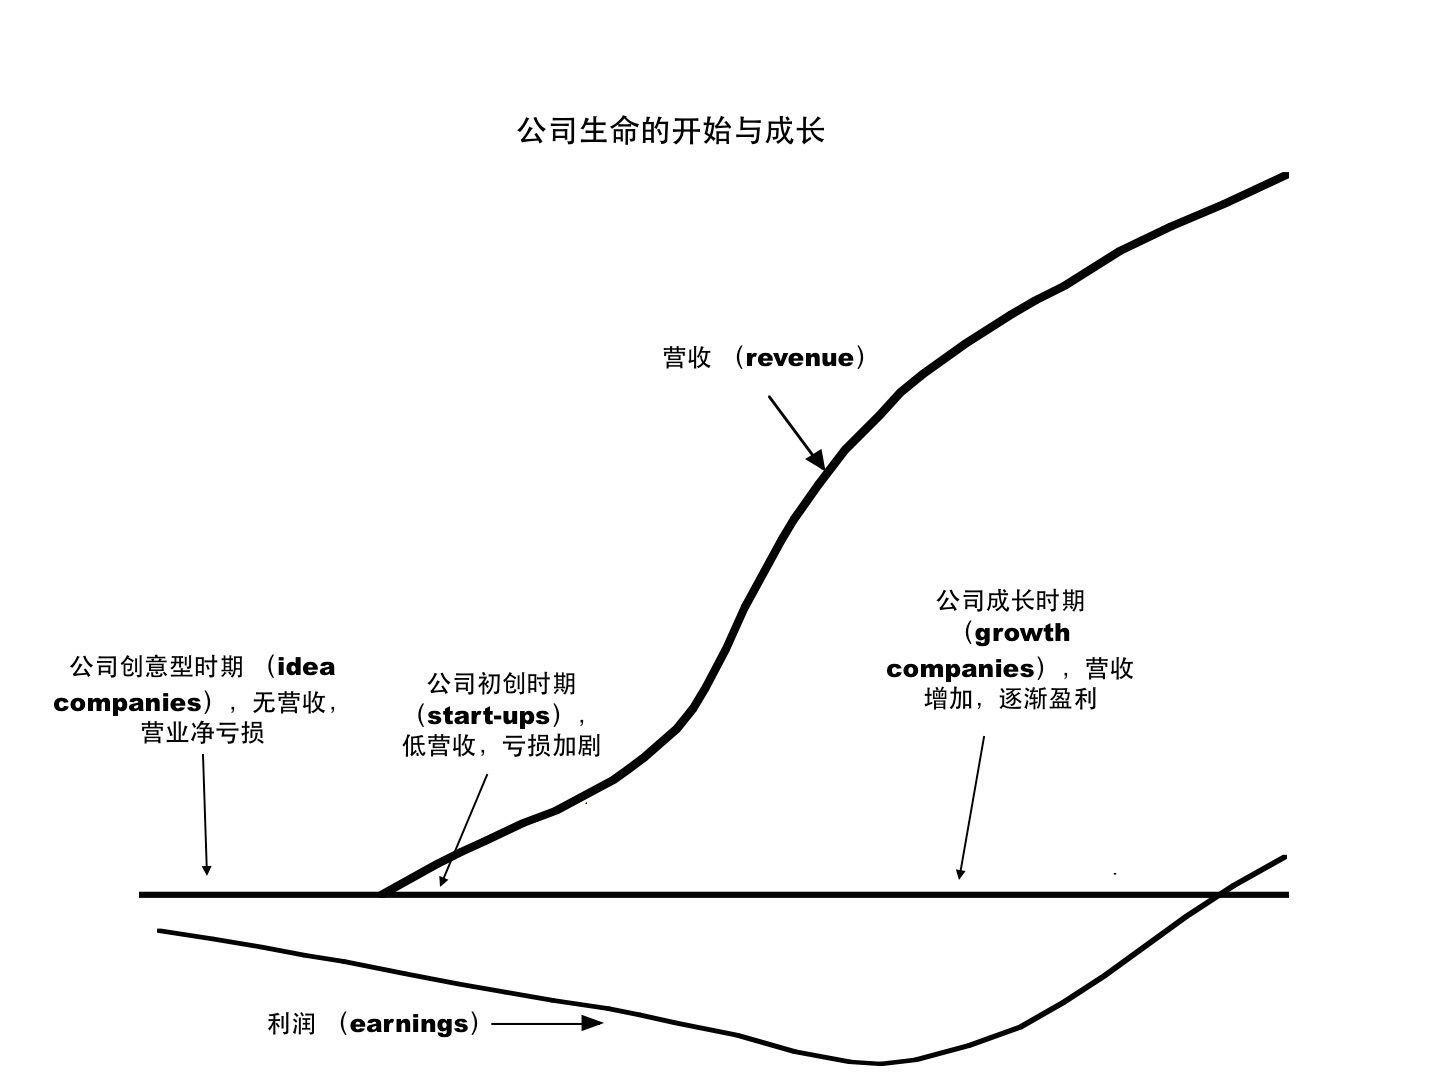 公司生命的开始与成长
营收 （revenue）
公司成长时期
（growth
companies），营收
增加，逐渐盈利
公司创意型时期 （idea
companies），无营收，
营业净亏损
公司初创时期
（start-ups），
低营收，亏损加剧
利润 （earnings）